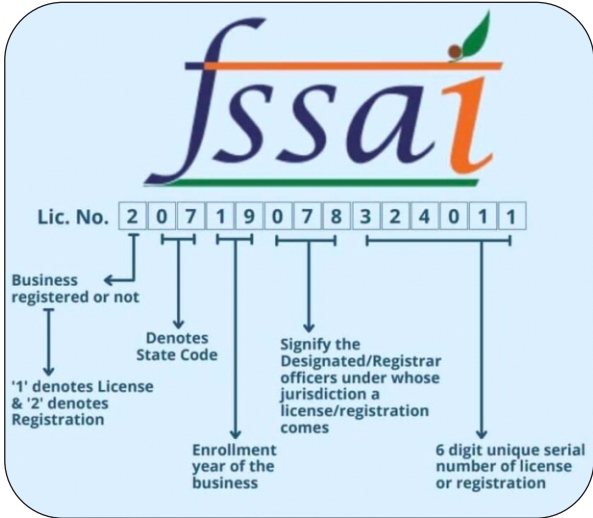 fssai
Lic. No. 2 0 7 1 9 0 7 8 3 2 4 0 1 1
Business
registered or not
'1' denotes License
& '2' denotes
Registration
Denotes
State Code
Enrollment
year of the
business
Signify the
Designated/Registrar
officers under whose
jurisdiction a
license/registration
comes
6 digit unique serial
number of license
or registration